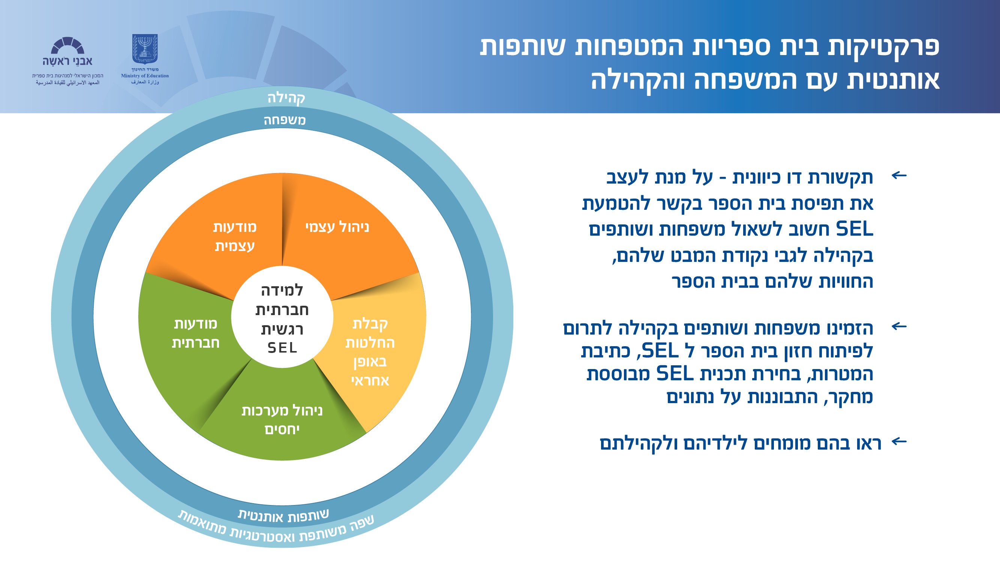 פרקטיקות בית ספריות המטפחות שותפות
אותנטית עם המשפחה והקהילה
משרד החינוך
Ministry of Education
وزارة المعارف
אבני ראשה
המכון הישראלי למנהיגות בית ספרית
المعهد الاسرائيلي للقيادة المدرسية
תקשורת דו כיוונית - על מנת לעצב
את תפיסת בית הספר בקשר להטמעת
SEL חשוב לשאול משפחות ושותפים
בקהילה לגבי נקודת המבט שלהם,
החוויות שלהם בבית הספר
הזמינו משפחות ושותפים בקהילה לתרום
לפיתוח חזון בית הספר ל SEL, כתיבת
המטרות, בחירת תכנית SEL מבוססת
מחקר, התבוננות על נתונים
ראו בהם מומחים לילדיהם ולקהילתם
קהילה
משפחה
ניהול עצמי
מודעות
עצמית
למידה
חברתית
רגשית
SEL
קבלת
החלטות
באופן
אחראי
מודעות
חברתית
ניהול מערכות
יחסים
שותפות אותנטית
שפה משותפת ואסטרטגיות מתואמות